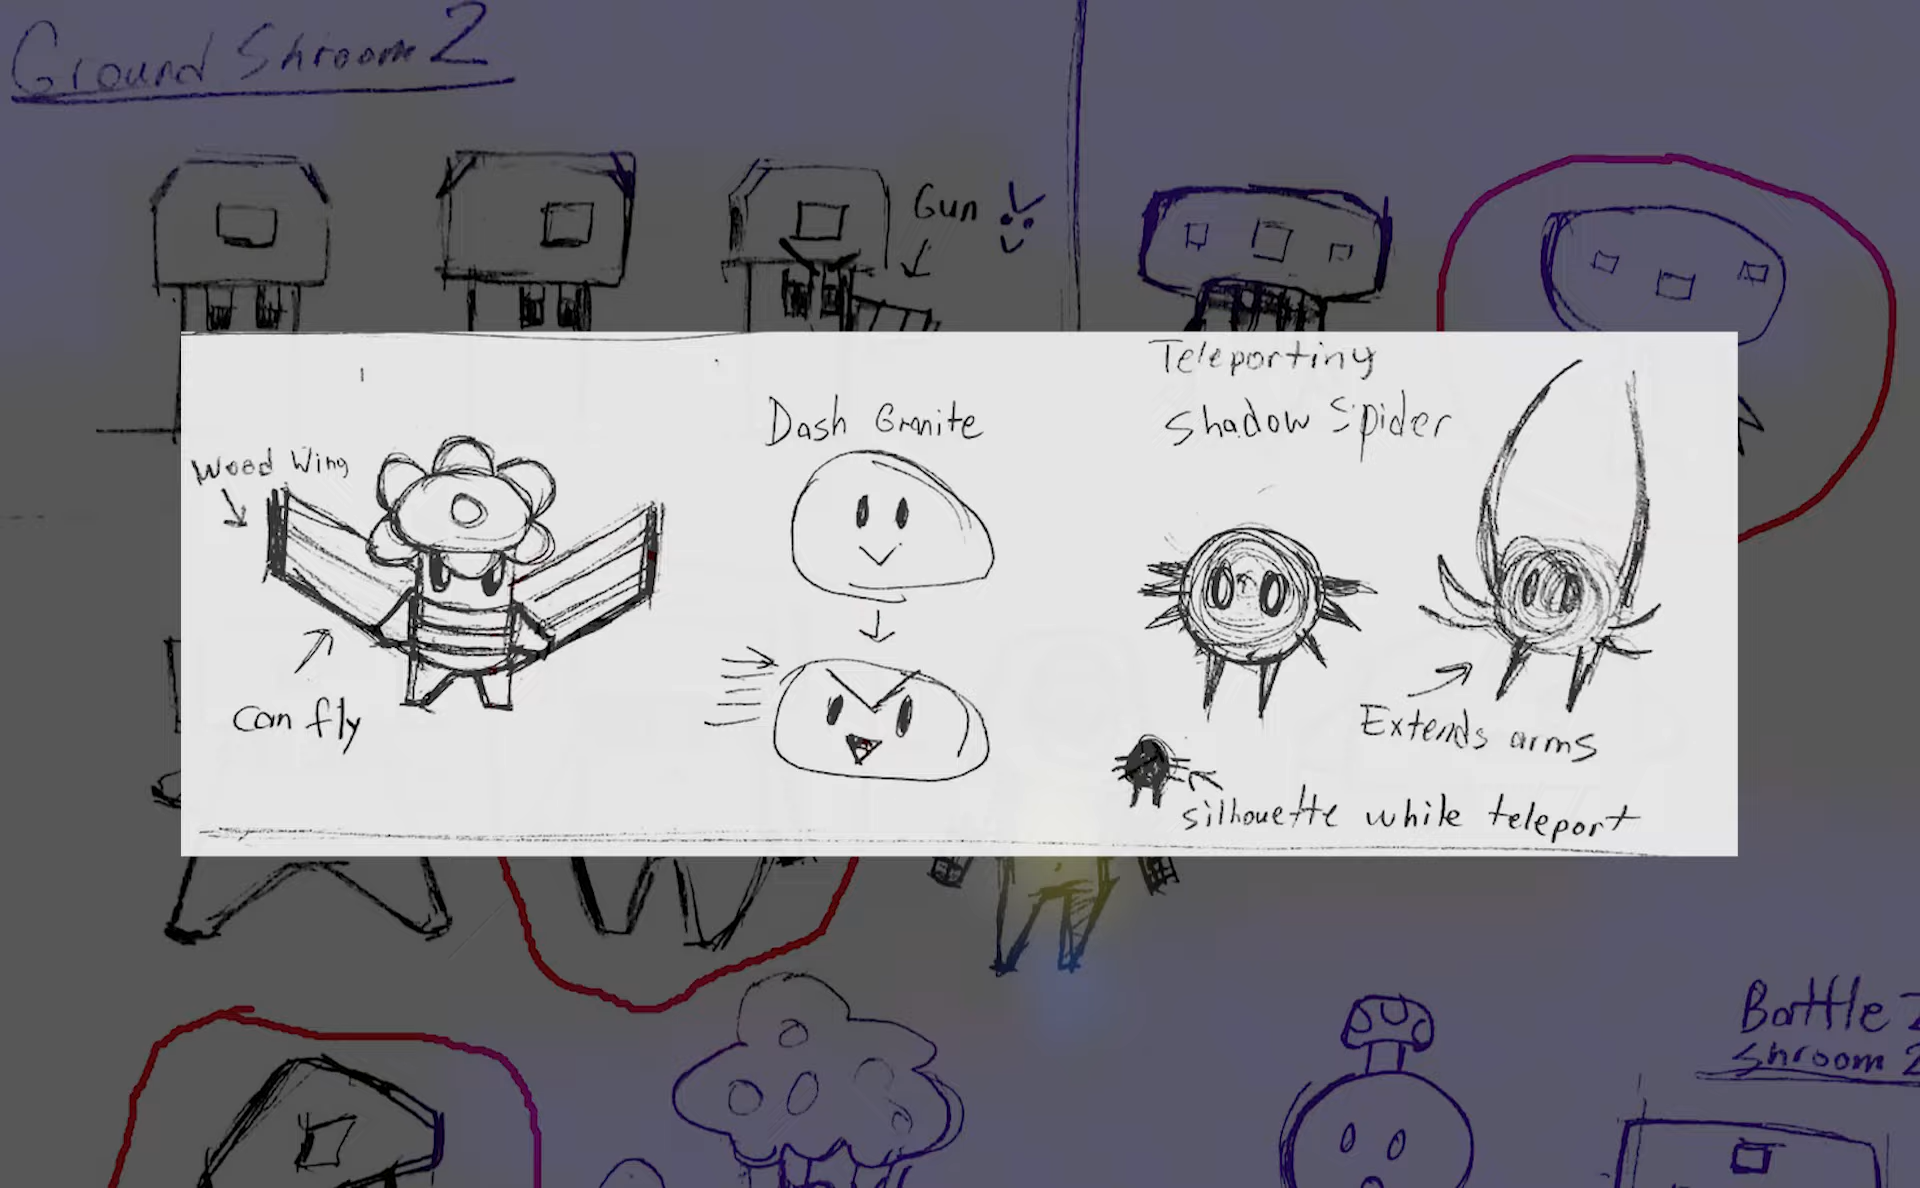 Ground Shroom 2
Gun
Teleporting
Shadow Spider
Dash Granite
Wood Wing
can fly
Extends arms
silhouette while teleport
Battle
Shroom 2